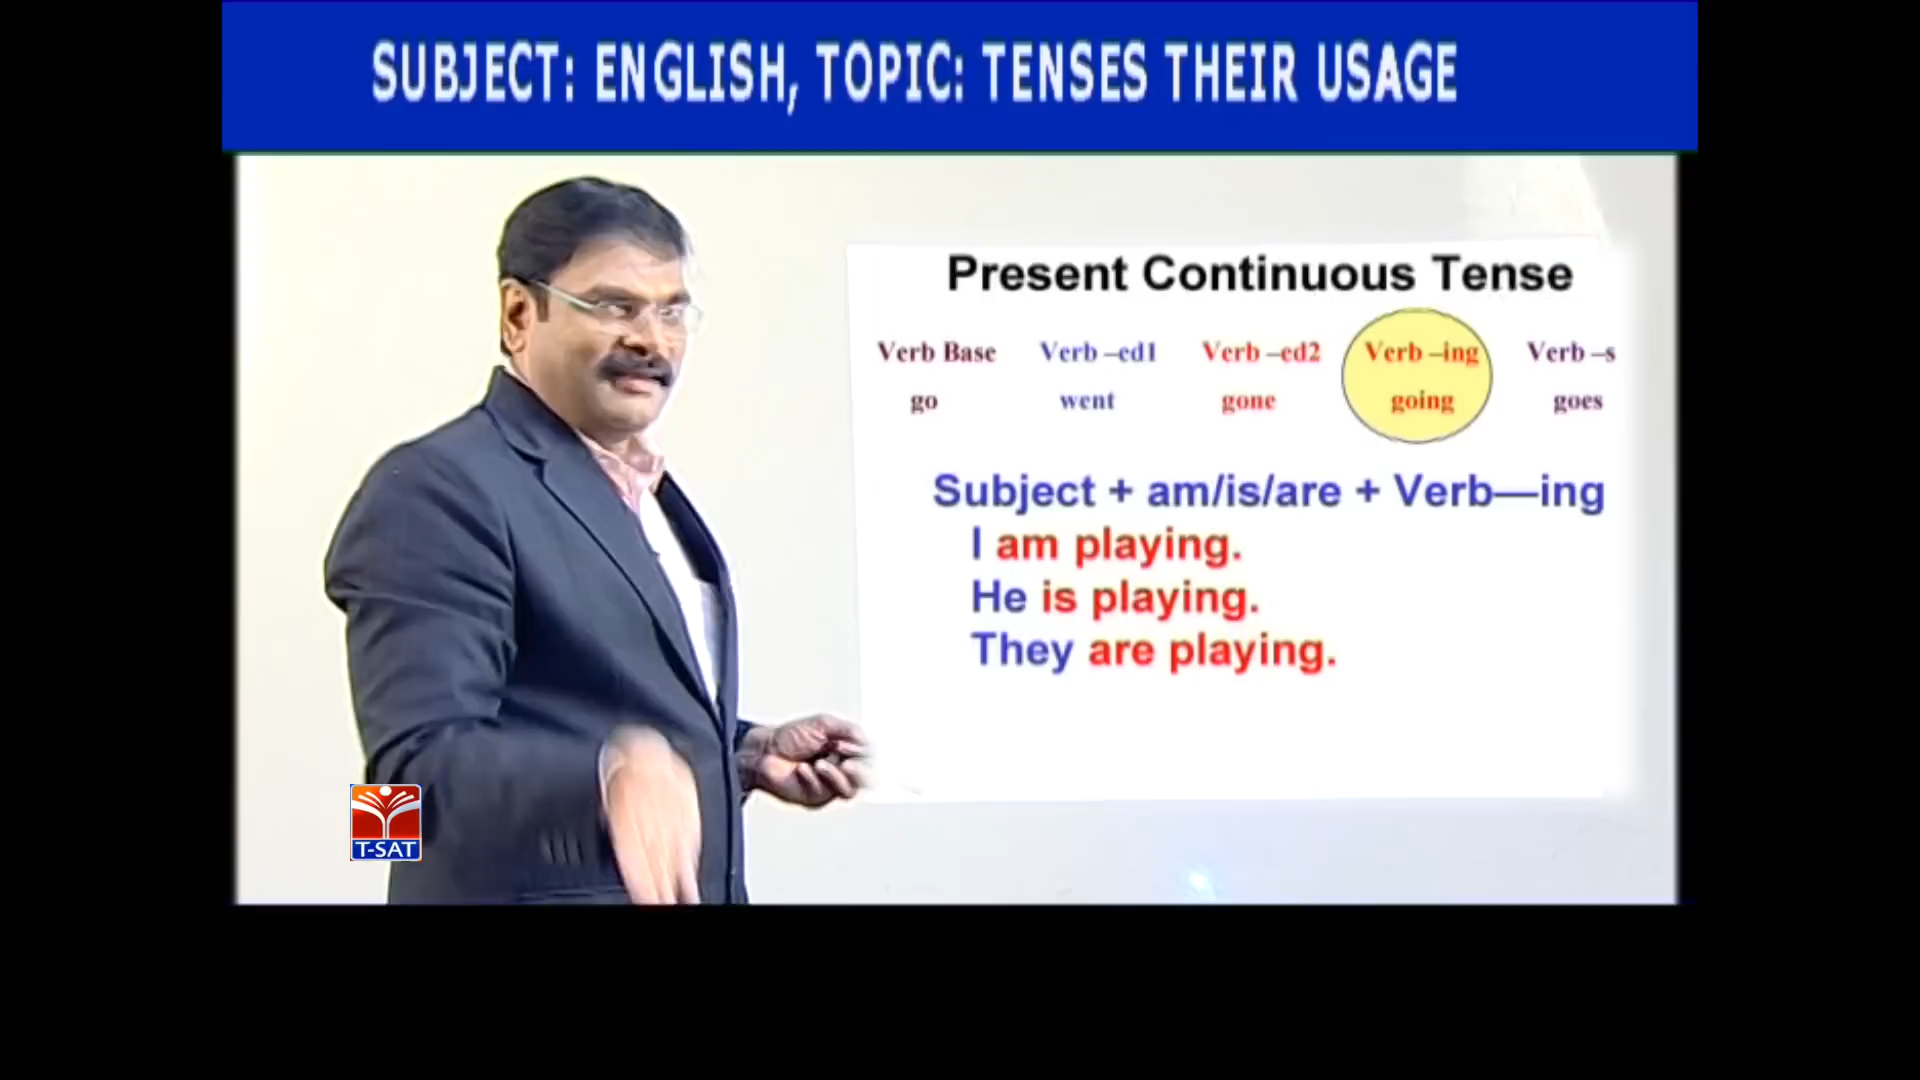 SUBJECT: ENGLISH, TOPIC: TENSES THEIR USAGE
Present Continuous Tense
Verb Base Verb –ed1 Verb –ed2 Verb –ing Verb –s
go went gone going goes
Subject + am/is/are + Verb—ing
I am playing.
He is playing.
They are playing.
T-SAT